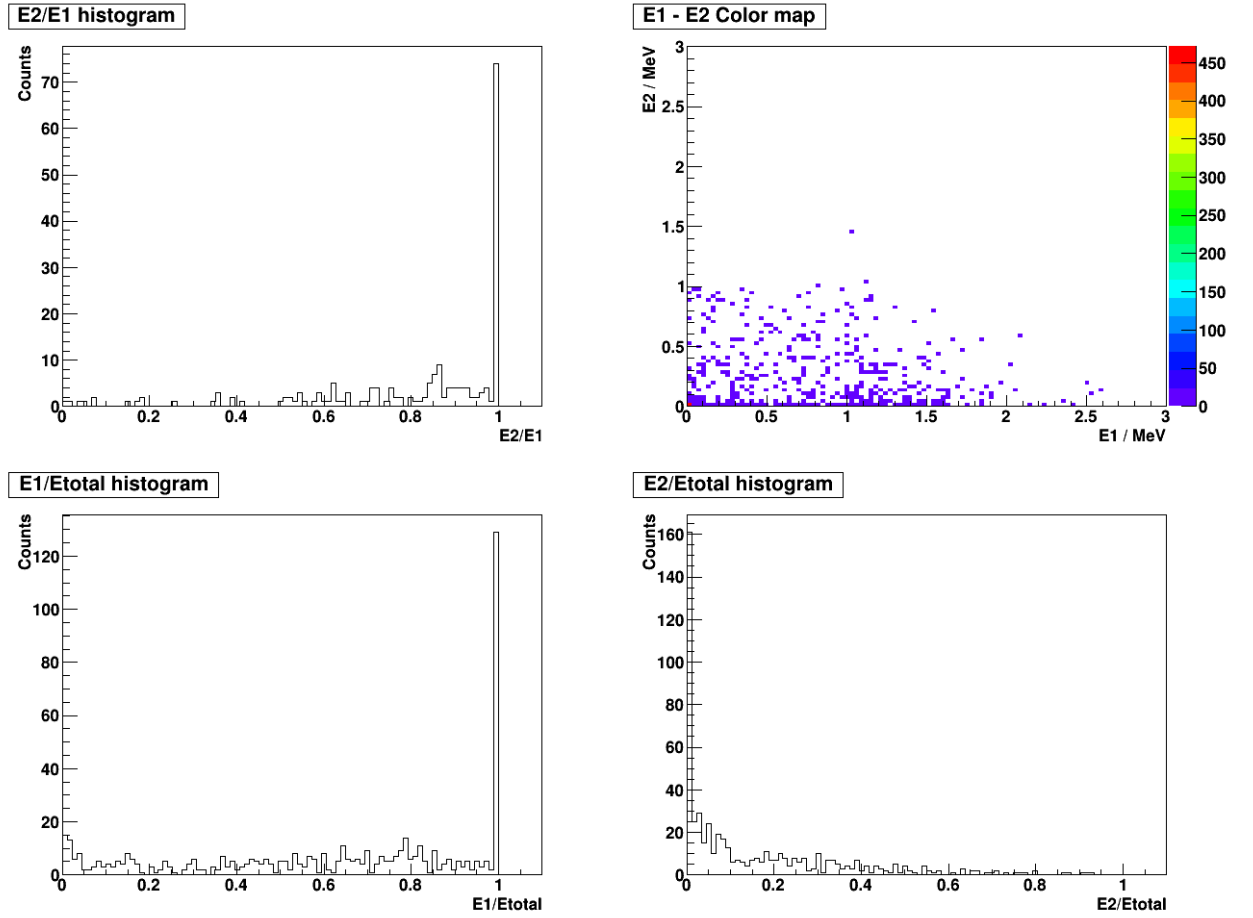 E2/E1 histogram
Counts
70
60
50
40
30
20
10
0
0 0.2 0.4 0.6 0.8 1
E2/E1
E1 - E2 Color map
E2 / MeV
3
2.5
2
1.5
1
0.5
0
0 0.5 1 1.5 2 2.5 3
E1 / MeV
450
400
350
300
250
200
150
100
50
0
E1/Etotal histogram
Counts
120
100
80
60
40
20
0
0 0.2 0.4 0.6 0.8 1
E1/Etotal
E2/Etotal histogram
Counts
160
140
120
100
80
60
40
20
0
0 0.2 0.4 0.6 0.8 1
E2/Etotal